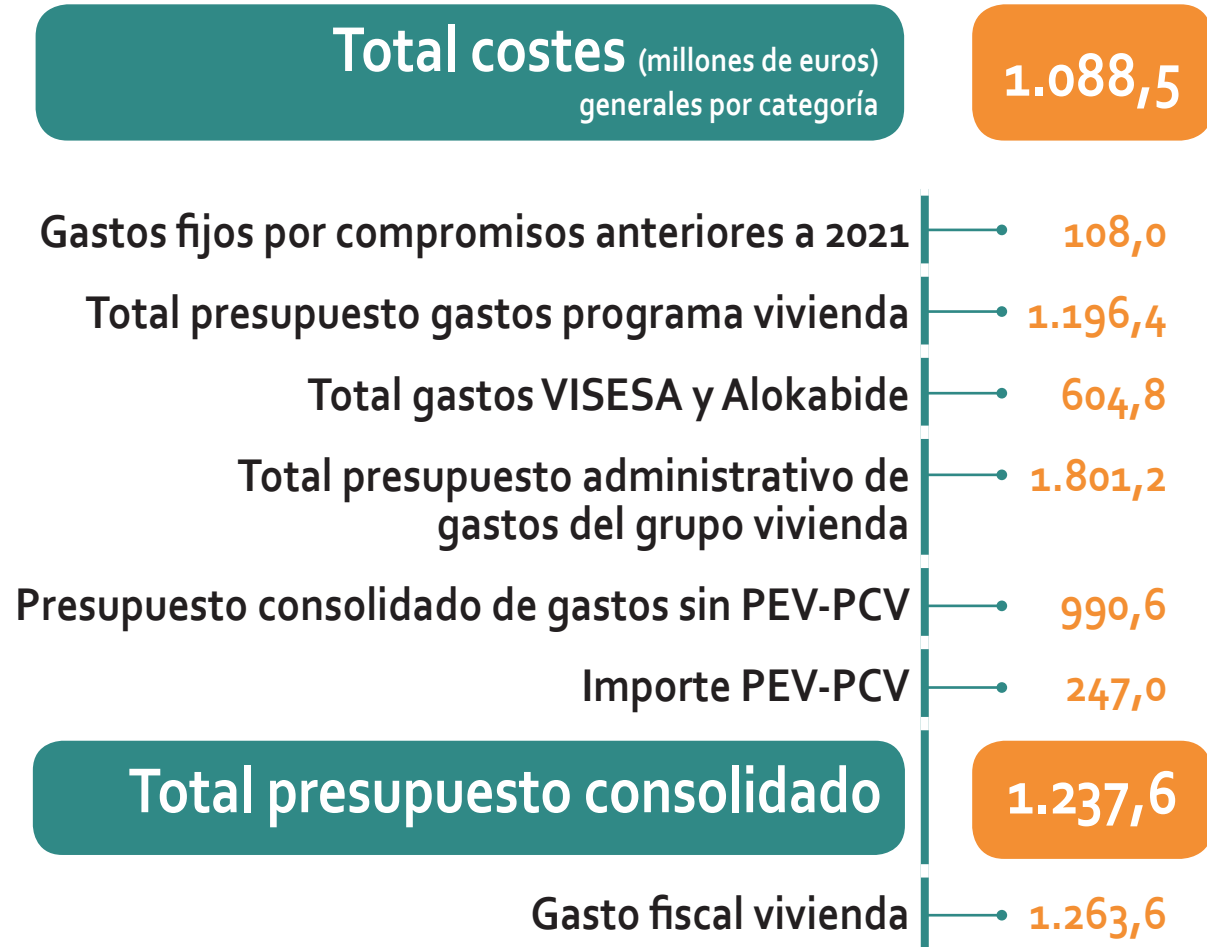 Total costes (millones de euros)
generales por categoría
1.088,5
Gastos fijos por compromisos anteriores a 2021
108,0
Total presupuesto gastos programa vivienda
1.196,4
Total gastos VISESA y Alokabide
604,8
Total presupuesto administrativo de
gastos del grupo vivienda
1.801,2
Presupuesto consolidado de gastos sin PEV-PCV
990,6
Importe PEV-PCV
247,0
Total presupuesto consolidado
1.237,6
Gasto fiscal vivienda
1.263,6